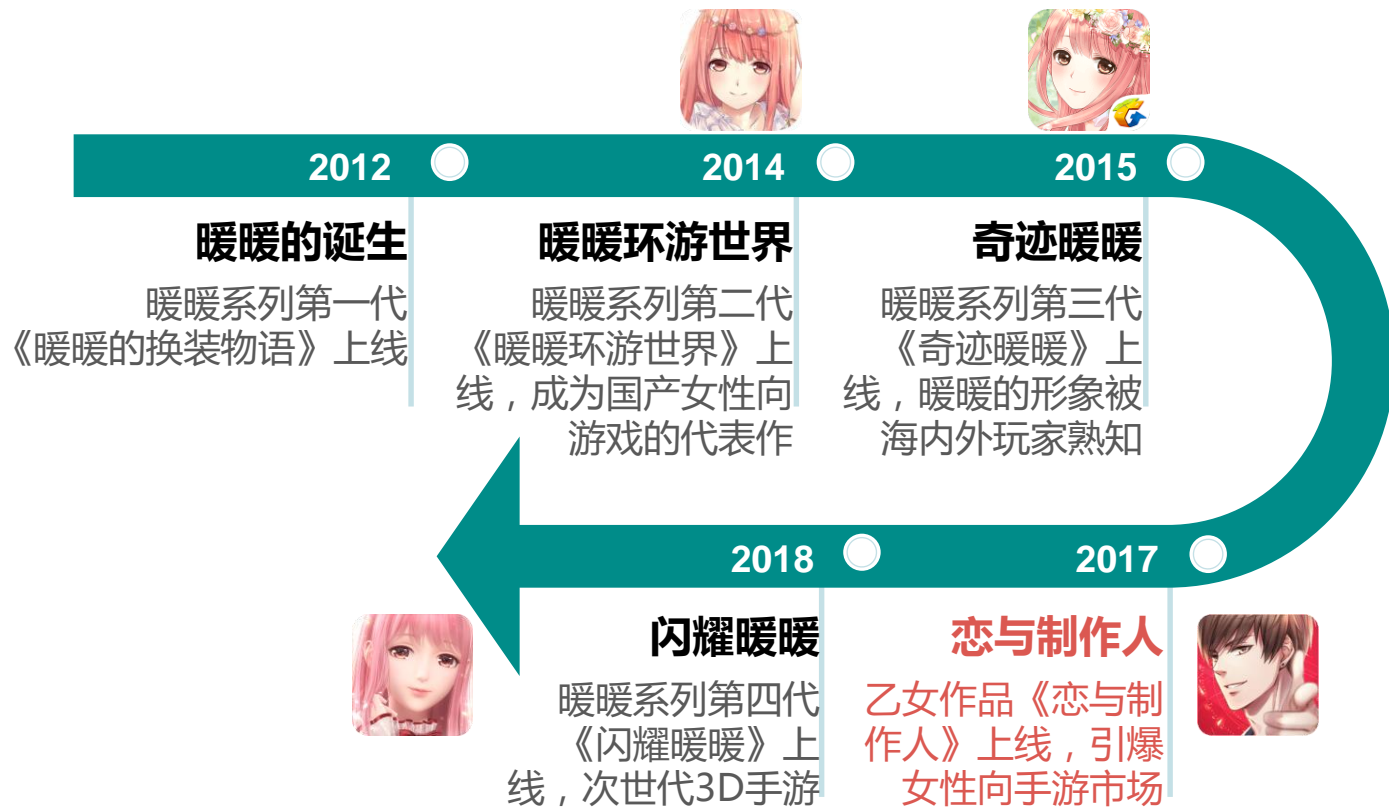 2012
暖暖的诞生
暖暖系列第一代
《暖暖的换装物语》上线
2014
暖暖环游世界
暖暖系列第二代
《暖暖环游世界》上
线，成为国产女性向
游戏的代表作
2015
奇迹暖暖
暖暖系列第三代
《奇迹暖暖》上
线，暖暖的形象被
海内外玩家熟知
2017
恋与制作人
乙女作品《恋与制
作人》上线，引爆
女性向手游市场
2018
闪耀暖暖
暖暖系列第四代
《闪耀暖暖》上
线，次世代3D手游